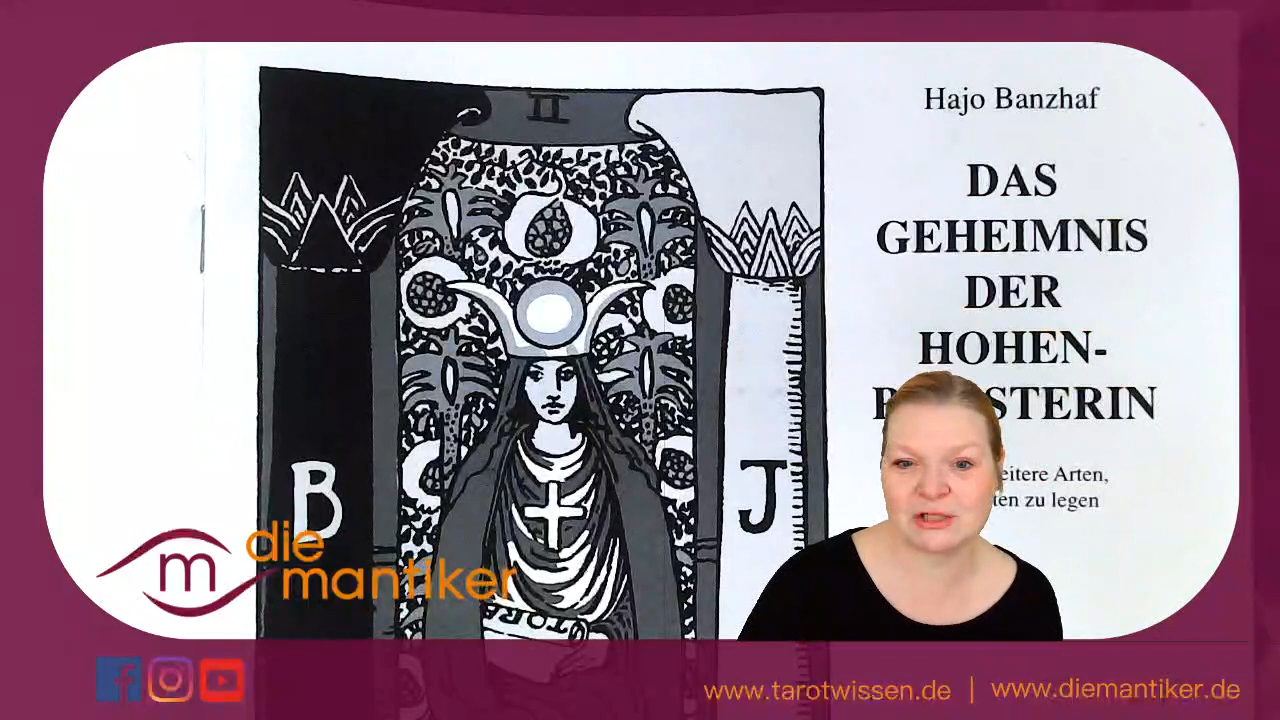 II
B
J
TORA
Hajo Banzhaf
DAS
GEHEIMNIS
DER
HOHEN-
STERIN
eitere Arten,
zu legen
m
die
mantiker
www.tarotwissen.de | www.diemantiker.de